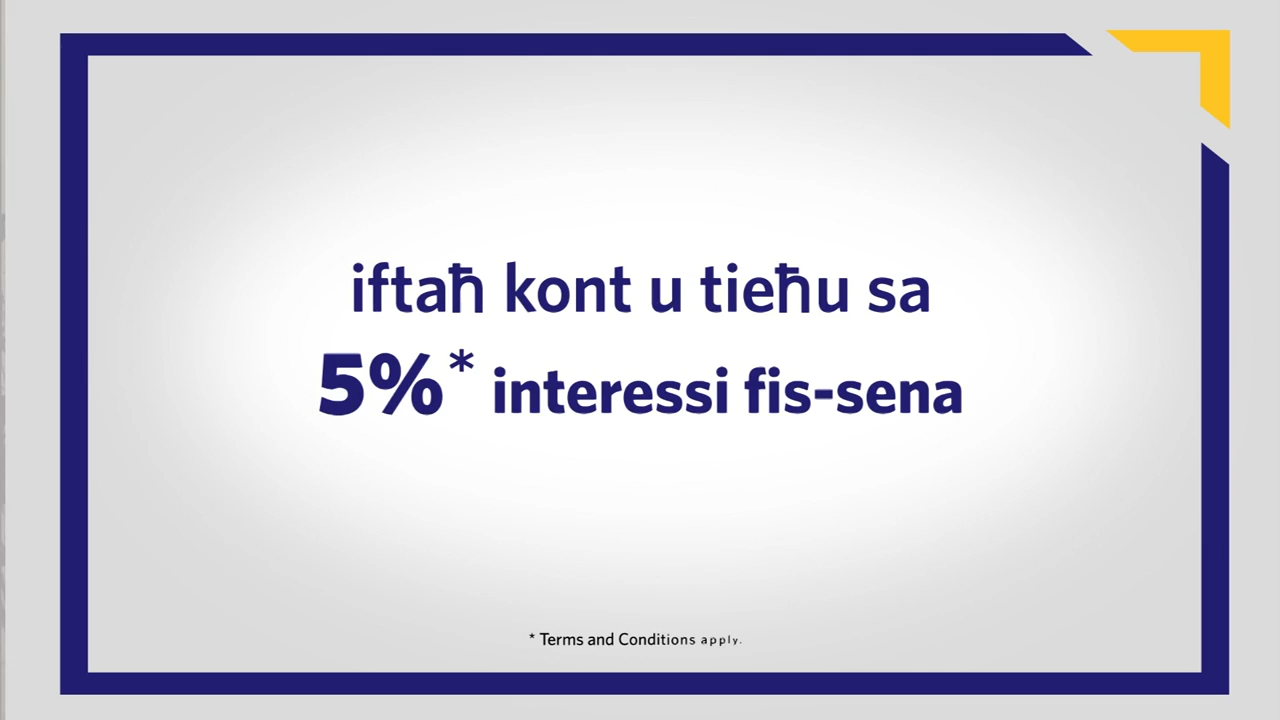 iftaħ kont u tieħu sa
5%* interessi fis-sena
* Terms and Conditions apply.